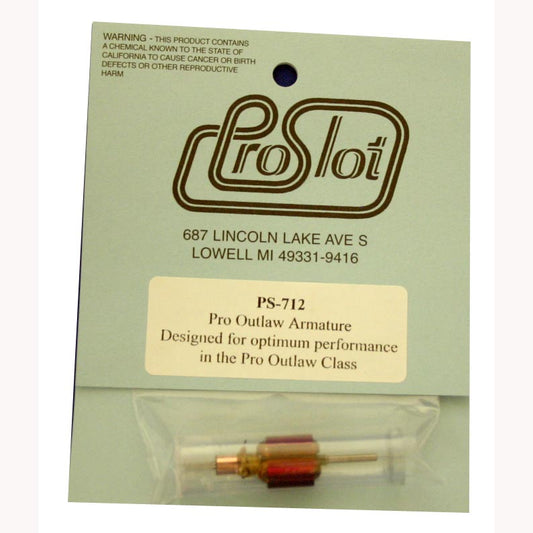 WARNING - THIS PRODUCT CONTAINS
A CHEMICAL KNOWN TO THE STATE OF
CALIFORNIA TO CAUSE CANCER OR BIRTH
DEFECTS OR OTHER REPRODUCTIVE
HARM
ProSlot
687 LINCOLN LAKE AVE S
LOWELL MI 49331-9416
PS-712
Pro Outlaw Armature
Designed for optimum performance
in the Pro Outlaw Class